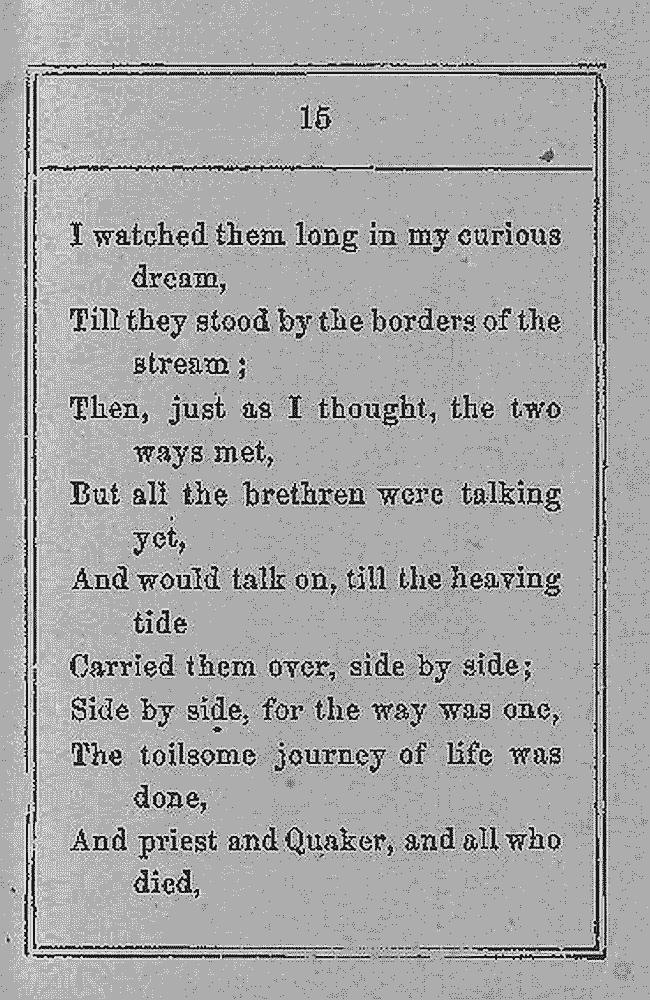 15
I watched them long in my curious
dream,
Till they stood by the borders of the
stream ;
Then, just as I thought, the two
ways met,
But all the brethren were talking
yet,
And would talk on, till the heaving
tide
Carried them over, side by side;
Side by side, for the way was one,
The toilsome journey of life was
done,
And priest and Quaker, and all who
died,